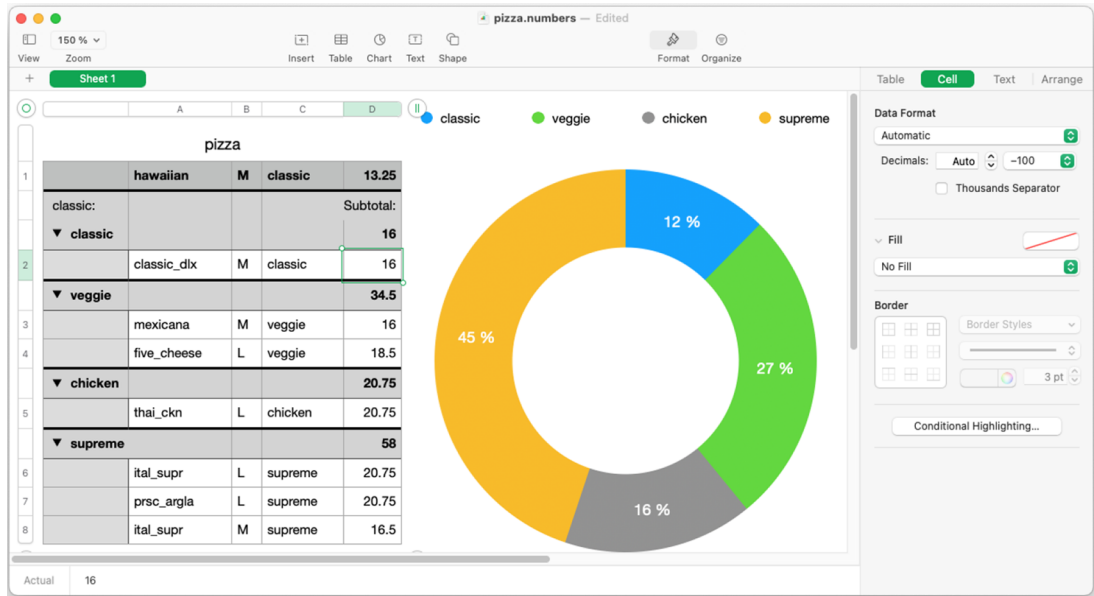 pizza.numbers — Edited
150 %
View Zoom Insert Table Chart Text Shape Format Organize
+ Sheet 1
Table Cell Text Arrange
A B C D
pizza
1 hawaiian M classic 13.25
classic: Subtotal:
classic 16
2 classic_dlx M classic 16
veggie 34.5
3 mexicana M veggie 16
4 five_cheese L veggie 18.5
chicken 20.75
5 thai_ckn L chicken 20.75
supreme 58
6 ital_supr L supreme 20.75
7 prsc_argla L supreme 20.75
8 ital_supr M supreme 16.5
classic veggie chicken supreme
12 %
45 %
27 %
16 %
Data Format
Automatic
Decimals: Auto –100
Thousands Separator
Fill
No Fill
Border
Border Styles
3 pt
Conditional Highlighting...
Actual 16